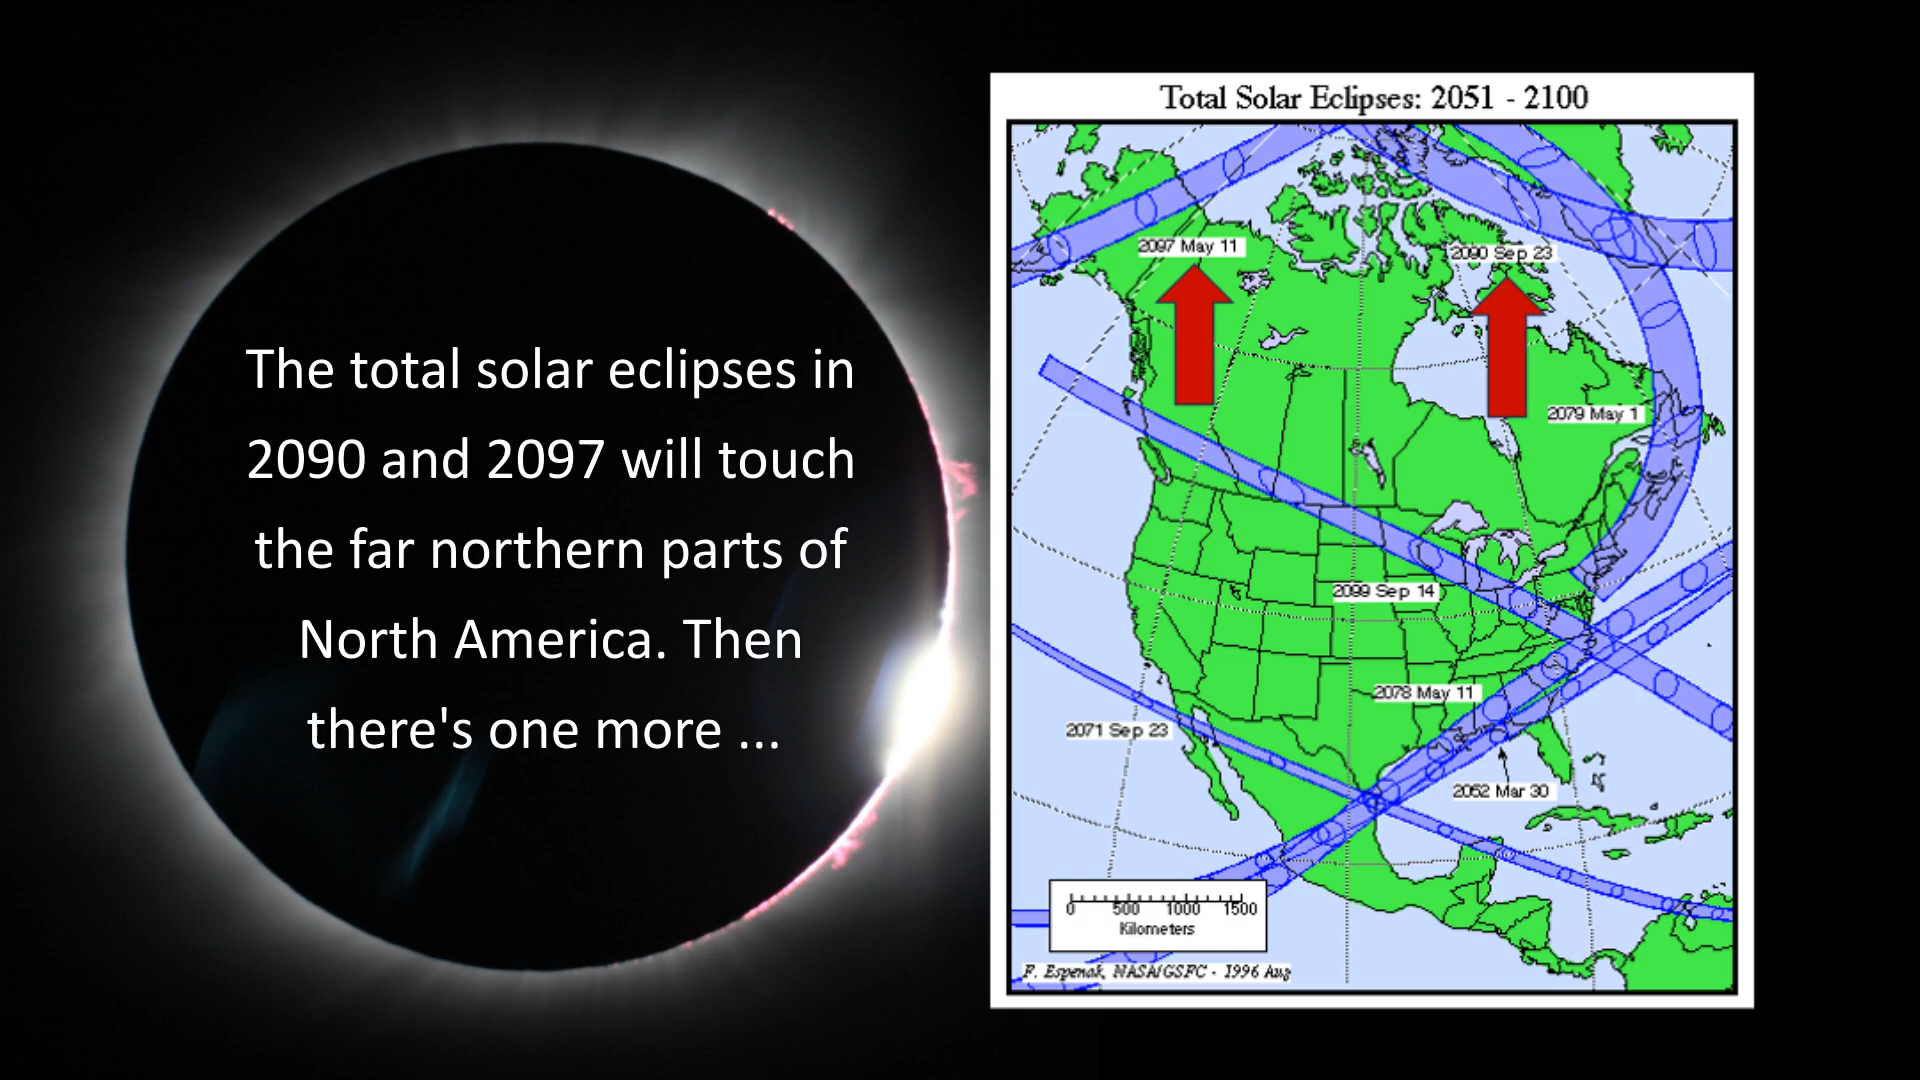 The total solar eclipses in
2090 and 2097 will touch
the far northern parts of
North America. Then
there's one more ...
Total Solar Eclipses: 2051 - 2100
2097 May 11
2090 Sep 23
2079 May 1
2099 Sep 14
2078 May 11
2071 Sep 23
2052 Mar 30
0 500 1000 1500
Kilometers
F. Espenak, NASA/GSFC - 1996 Aug